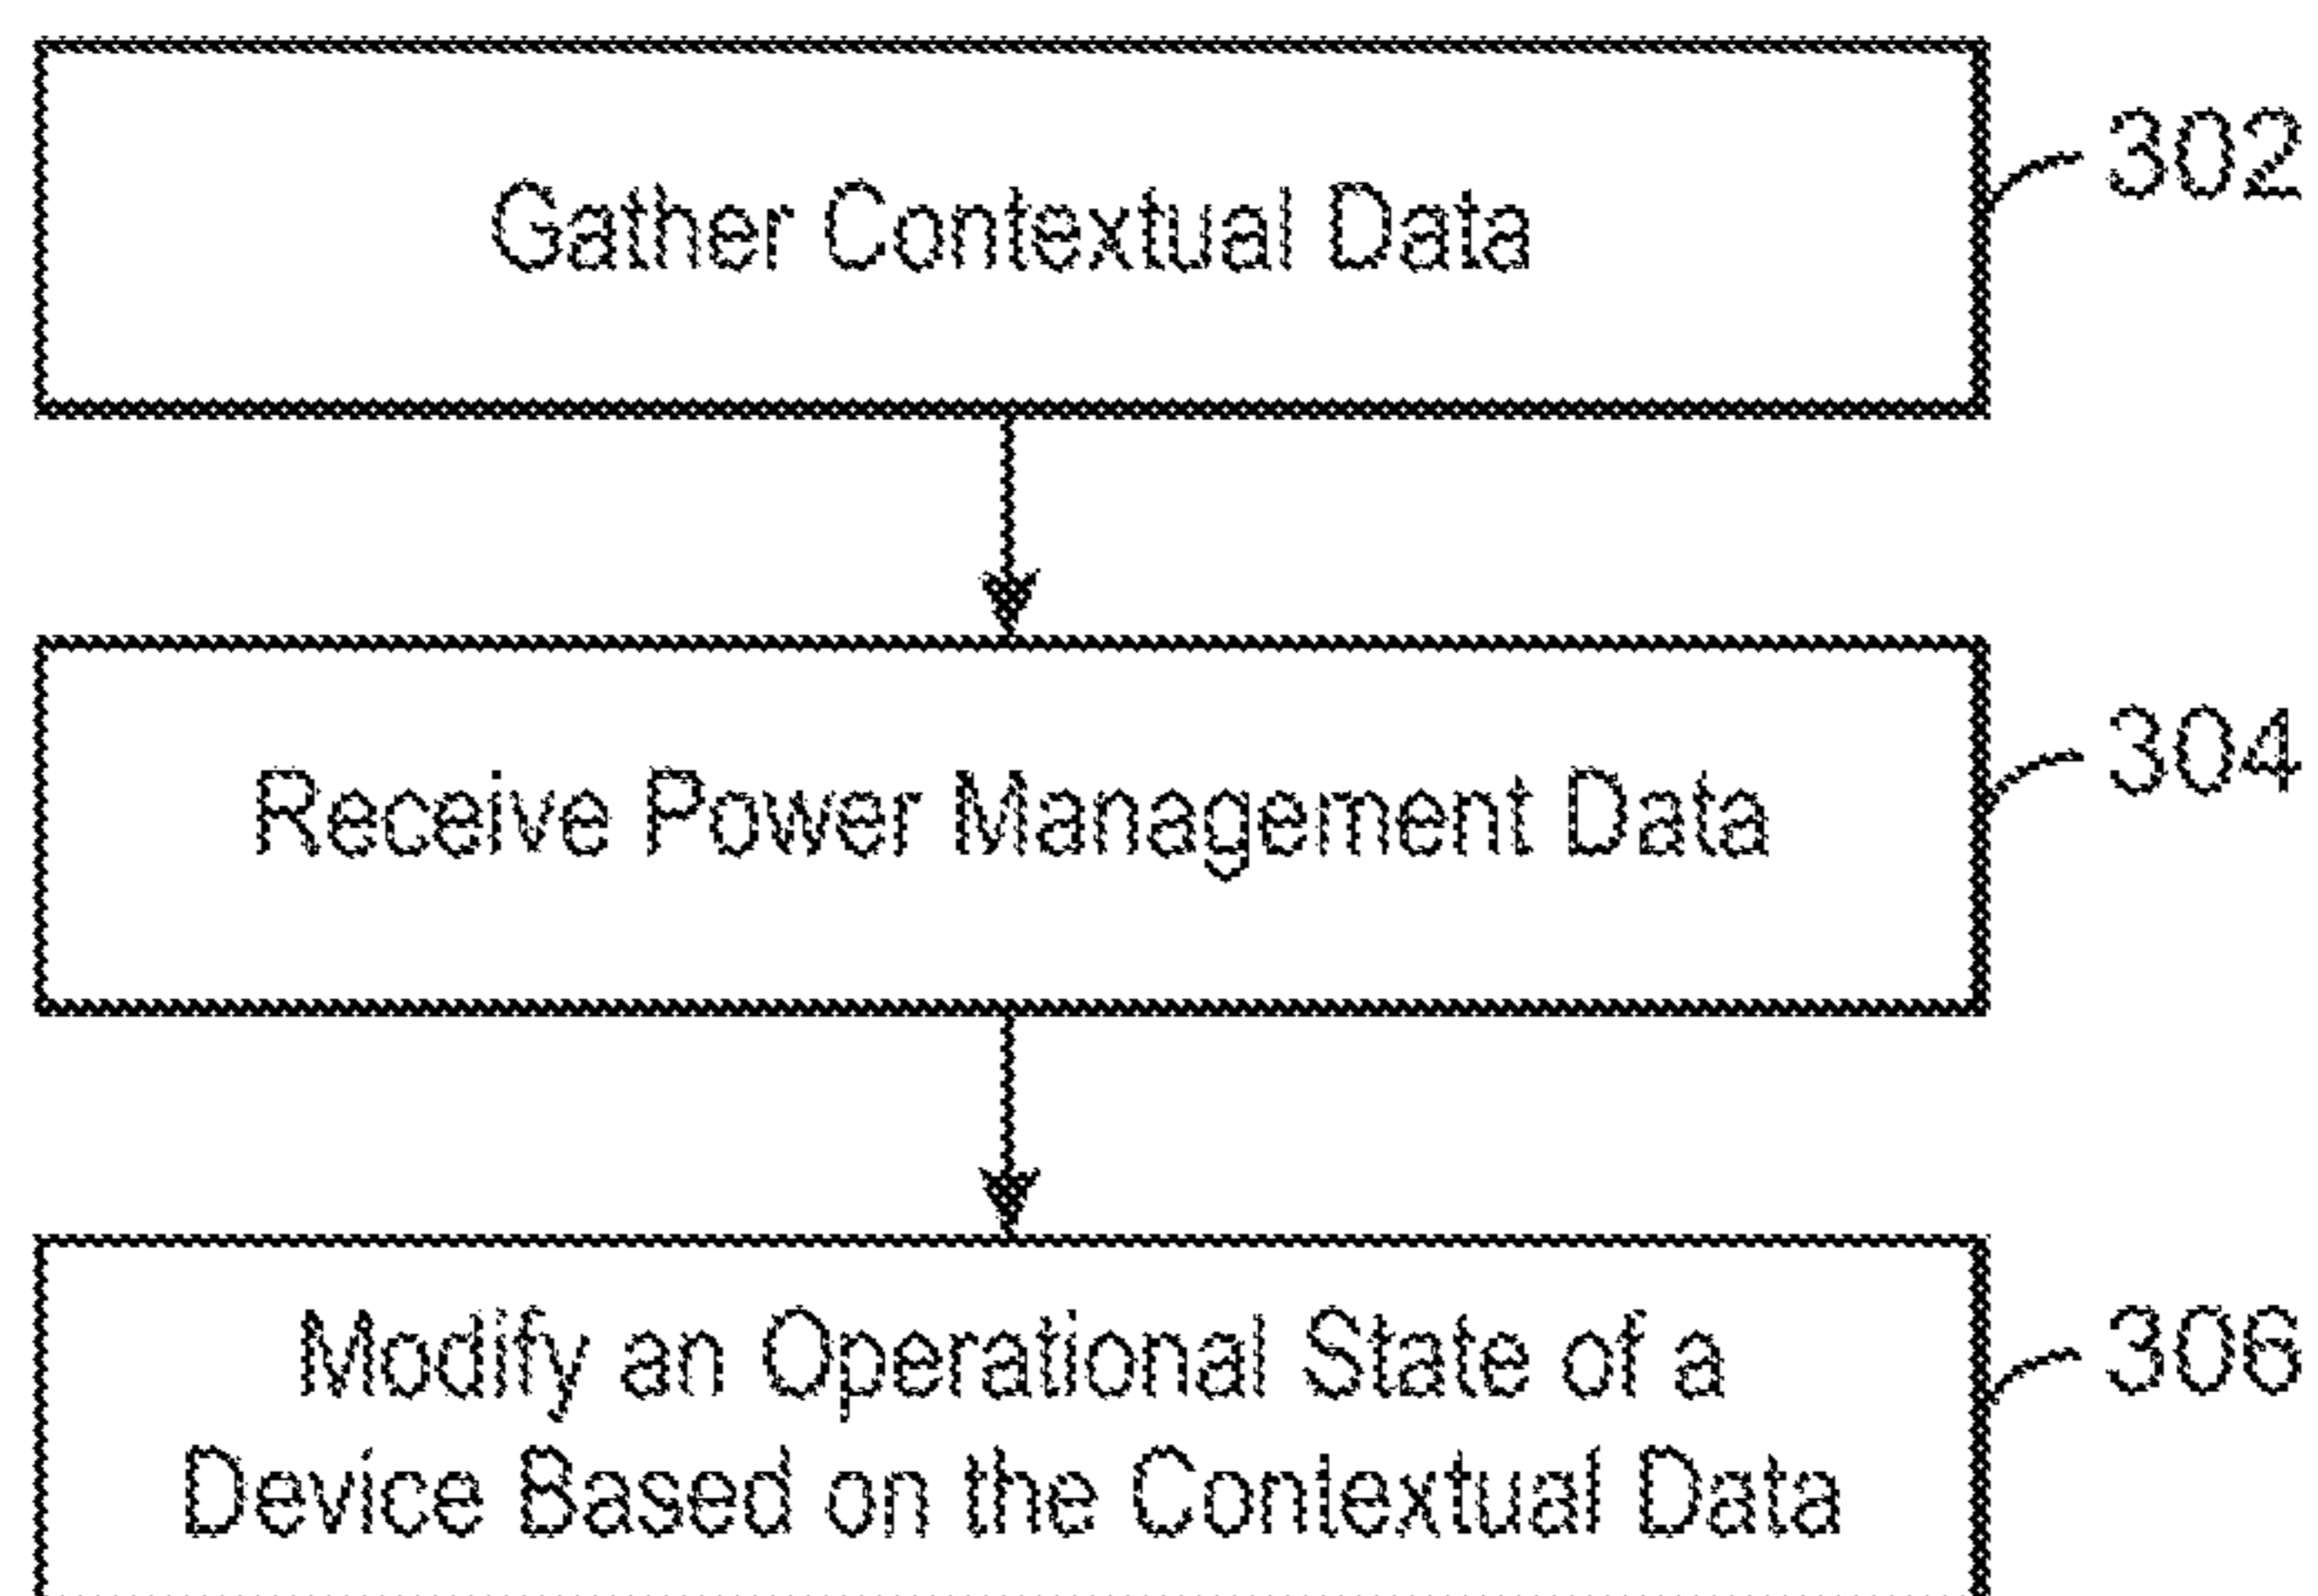 Gather Contextual Data
302
Receive Power Management Data
304
Modify an Operational State of a
Device Based on the Contextual Data
306